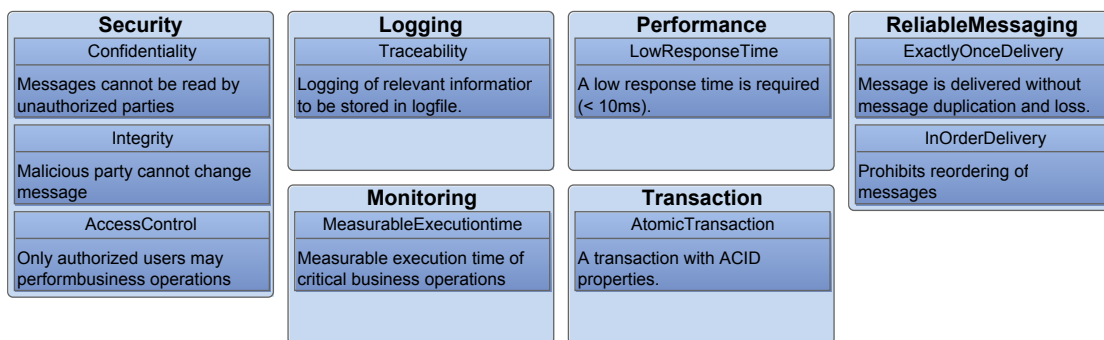 Security
Confidentiality
Messages cannot be read by
unauthorized parties
Integrity
Malicious party cannot change
message
AccessControl
Only authorized users may
performbusiness operations
Logging
Traceability
Logging of relevant informatior
to be stored in logfile.
Monitoring
MeasurableExecutiontime
Measurable execution time of
critical business operations
Performance
LowResponseTime
A low response time is required
(< 10ms).
Transaction
AtomicTransaction
A transaction with ACID
properties.
ReliableMessaging
ExactlyOnceDelivery
Message is delivered without
message duplication and loss.
InOrderDelivery
Prohibits reordering of
messages